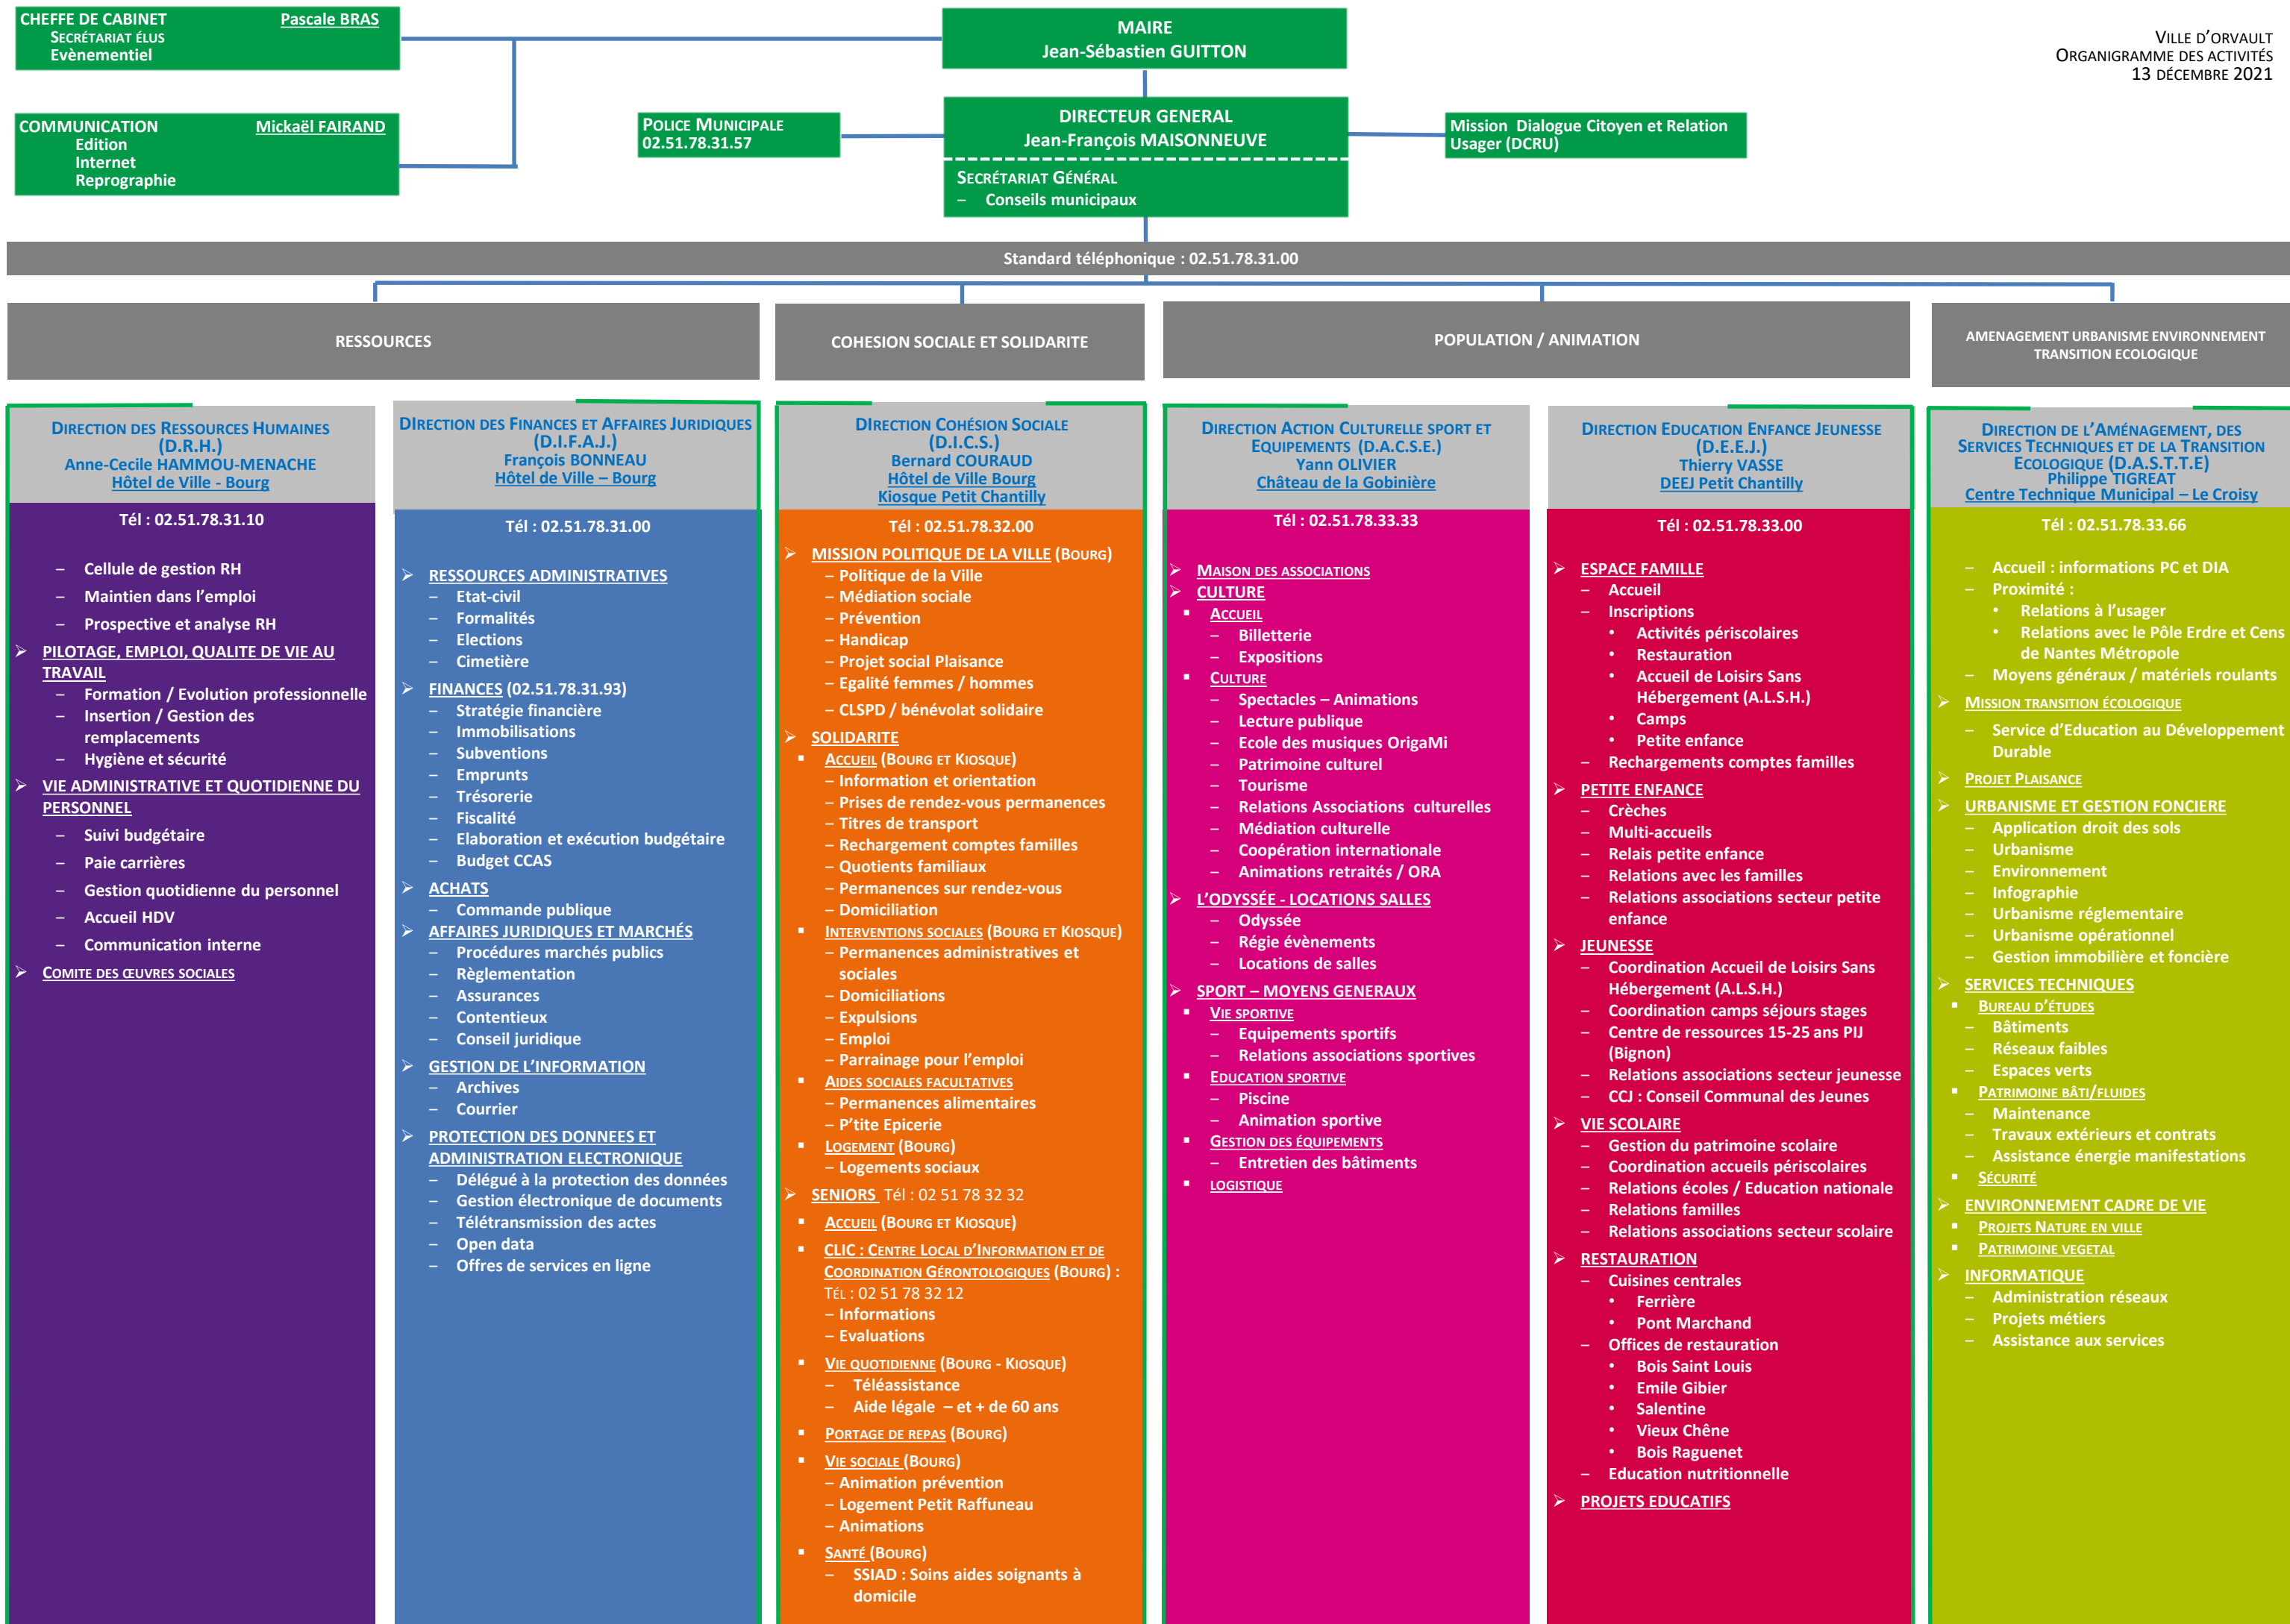 CHEFFE DE CABINET Pascale BRAS
SECRÉTARIAT ÉLUS
Evènementiel
MAIRE
Jean-Sébastien GUITTON
VILLE D'ORVAULT
ORGANIGRAMME DES ACTIVITÉS
13 DÉCEMBRE 2021
COMMUNICATION Mickaël FAIRAND
Edition
Internet
Reprographie
POLICE MUNICIPALE
02.51.78.31.57
DIRECTEUR GENERAL
Jean-François MAISONNEUVE
SECRÉTARIAT GÉNÉRAL
– Conseils municipaux
Mission Dialogue Citoyen et Relation
Usager (DCRU)
Standard téléphonique : 02.51.78.31.00
RESSOURCES
COHESION SOCIALE ET SOLIDARITE
POPULATION / ANIMATION
AMENAGEMENT URBANISME ENVIRONNEMENT
TRANSITION ECOLOGIQUE
DIRECTION DES RESSOURCES HUMAINES
(D.R.H.)
Anne-Cecile HAMMOU-MENACHE
Hôtel de Ville - Bourg
Tél : 02.51.78.31.10
– Cellule de gestion RH
– Maintien dans l'emploi
– Prospective et analyse RH
➢ PILOTAGE, EMPLOI, QUALITE DE VIE AU
TRAVAIL
– Formation / Evolution professionnelle
– Insertion / Gestion des
remplacements
– Hygiène et sécurité
➢ VIE ADMINISTRATIVE ET QUOTIDIENNE DU
PERSONNEL
– Suivi budgétaire
– Paie carrières
– Gestion quotidienne du personnel
– Accueil HDV
– Communication interne
➢ COMITE DES ŒUVRES SOCIALES
DIRECTION DES FINANCES ET AFFAIRES JURIDIQUES
(D.I.F.A.J.)
François BONNEAU
Hôtel de Ville – Bourg
Tél : 02.51.78.31.00
➢ RESSOURCES ADMINISTRATIVES
– Etat-civil
– Formalités
– Elections
– Cimetière
➢ FINANCES (02.51.78.31.93)
– Stratégie financière
– Immobilisations
– Subventions
– Emprunts
– Trésorerie
– Fiscalité
– Elaboration et exécution budgétaire
– Budget CCAS
➢ ACHATS
– Commande publique
➢ AFFAIRES JURIDIQUES ET MARCHÉS
– Procédures marchés publics
– Règlementation
– Assurances
– Contentieux
– Conseil juridique
➢ GESTION DE L'INFORMATION
– Archives
– Courrier
➢ PROTECTION DES DONNEES ET
ADMINISTRATION ELECTRONIQUE
– Délégué à la protection des données
– Gestion électronique de documents
– Télétransmission des actes
– Open data
– Offres de services en ligne
DIRECTION COHÉSION SOCIALE
(D.I.C.S.)
Bernard COURAUD
Hôtel de Ville Bourg
Kiosque Petit Chantilly
Tél : 02.51.78.32.00
➢ MISSION POLITIQUE DE LA VILLE (BOURG)
– Politique de la Ville
– Médiation sociale
– Prévention
– Handicap
– Projet social Plaisance
– Egalité femmes / hommes
– CLSPD / bénévolat solidaire
➢ SOLIDARITE
▪ ACCUEIL (BOURG ET KIOSQUE)
– Information et orientation
– Prises de rendez-vous permanences
– Titres de transport
– Rechargement comptes familles
– Quotients familiaux
– Permanences sur rendez-vous
– Domiciliation
▪ INTERVENTIONS SOCIALES (BOURG ET KIOSQUE)
– Permanences administratives et
sociales
– Domiciliations
– Expulsions
– Emploi
– Parrainage pour l'emploi
▪ AIDES SOCIALES FACULTATIVES
– Permanences alimentaires
– P'tite Epicerie
▪ LOGEMENT (BOURG)
– Logements sociaux
➢ SENIORS Tél : 02 51 78 32 32
▪ ACCUEIL (BOURG ET KIOSQUE)
▪ CLIC : CENTRE LOCAL D'INFORMATION ET DE
COORDINATION GÉRONTOLOGIQUES (BOURG) :
TÉL : 02 51 78 32 12
– Informations
– Evaluations
▪ VIE QUOTIDIENNE (BOURG - KIOSQUE)
– Téléassistance
– Aide légale – et + de 60 ans
▪ PORTAGE DE REPAS (BOURG)
▪ VIE SOCIALE (BOURG)
– Animation prévention
– Logement Petit Raffuneau
– Animations
▪ SANTÉ (BOURG)
– SSIAD : Soins aides soignants à
domicile
DIRECTION ACTION CULTURELLE SPORT ET
EQUIPEMENTS (D.A.C.S.E.)
Yann OLIVIER
Château de la Gobinière
Tél : 02.51.78.33.33
➢ MAISON DES ASSOCIATIONS
➢ CULTURE
▪ ACCUEIL
– Billetterie
– Expositions
▪ CULTURE
– Spectacles – Animations
– Lecture publique
– Ecole des musiques OrigaMi
– Patrimoine culturel
– Tourisme
– Relations Associations culturelles
– Médiation culturelle
– Coopération internationale
– Animations retraités / ORA
➢ L'ODYSSÉE - LOCATIONS SALLES
– Odyssée
– Régie évènements
– Locations de salles
➢ SPORT – MOYENS GENERAUX
▪ VIE SPORTIVE
– Equipements sportifs
– Relations associations sportives
▪ EDUCATION SPORTIVE
– Piscine
– Animation sportive
▪ GESTION DES ÉQUIPEMENTS
– Entretien des bâtiments
▪ LOGISTIQUE
DIRECTION EDUCATION ENFANCE JEUNESSE
(D.E.E.J.)
Thierry VASSE
DEEJ Petit Chantilly
Tél : 02.51.78.33.00
➢ ESPACE FAMILLE
– Accueil
– Inscriptions
• Activités périscolaires
• Restauration
• Accueil de Loisirs Sans
Hébergement (A.L.S.H.)
• Camps
• Petite enfance
– Rechargements comptes familles
➢ PETITE ENFANCE
– Crèches
– Multi-accueils
– Relais petite enfance
– Relations avec les familles
– Relations associations secteur petite
enfance
➢ JEUNESSE
– Coordination Accueil de Loisirs Sans
Hébergement (A.L.S.H.)
– Coordination camps séjours stages
– Centre de ressources 15-25 ans PIJ
(Bignon)
– Relations associations secteur jeunesse
– CCJ : Conseil Communal des Jeunes
➢ VIE SCOLAIRE
– Gestion du patrimoine scolaire
– Coordination accueils périscolaires
– Relations écoles / Education nationale
– Relations familles
– Relations associations secteur scolaire
➢ RESTAURATION
– Cuisines centrales
• Ferrière
• Pont Marchand
– Offices de restauration
• Bois Saint Louis
• Emile Gibier
• Salentine
• Vieux Chêne
• Bois Raguenet
– Education nutritionnelle
➢ PROJETS EDUCATIFS
DIRECTION DE L'AMÉNAGEMENT, DES
SERVICES TECHNIQUES ET DE LA TRANSITION
ECOLOGIQUE (D.A.S.T.T.E)
Philippe TIGREAT
Centre Technique Municipal – Le Croisy
Tél : 02.51.78.33.66
– Accueil : informations PC et DIA
– Proximité :
• Relations à l'usager
• Relations avec le Pôle Erdre et Cens
de Nantes Métropole
– Moyens généraux / matériels roulants
➢ MISSION TRANSITION ÉCOLOGIQUE
– Service d'Education au Développement
Durable
➢ PROJET PLAISANCE
➢ URBANISME ET GESTION FONCIERE
– Application droit des sols
– Urbanisme
– Environnement
– Infographie
– Urbanisme réglementaire
– Urbanisme opérationnel
– Gestion immobilière et foncière
➢ SERVICES TECHNIQUES
▪ BUREAU D'ÉTUDES
– Bâtiments
– Réseaux faibles
– Espaces verts
▪ PATRIMOINE BÂTI/FLUIDES
– Maintenance
– Travaux extérieurs et contrats
– Assistance énergie manifestations
▪ SÉCURITÉ
➢ ENVIRONNEMENT CADRE DE VIE
▪ PROJETS NATURE EN VILLE
▪ PATRIMOINE VEGETAL
➢ INFORMATIQUE
– Administration réseaux
– Projets métiers
– Assistance aux services